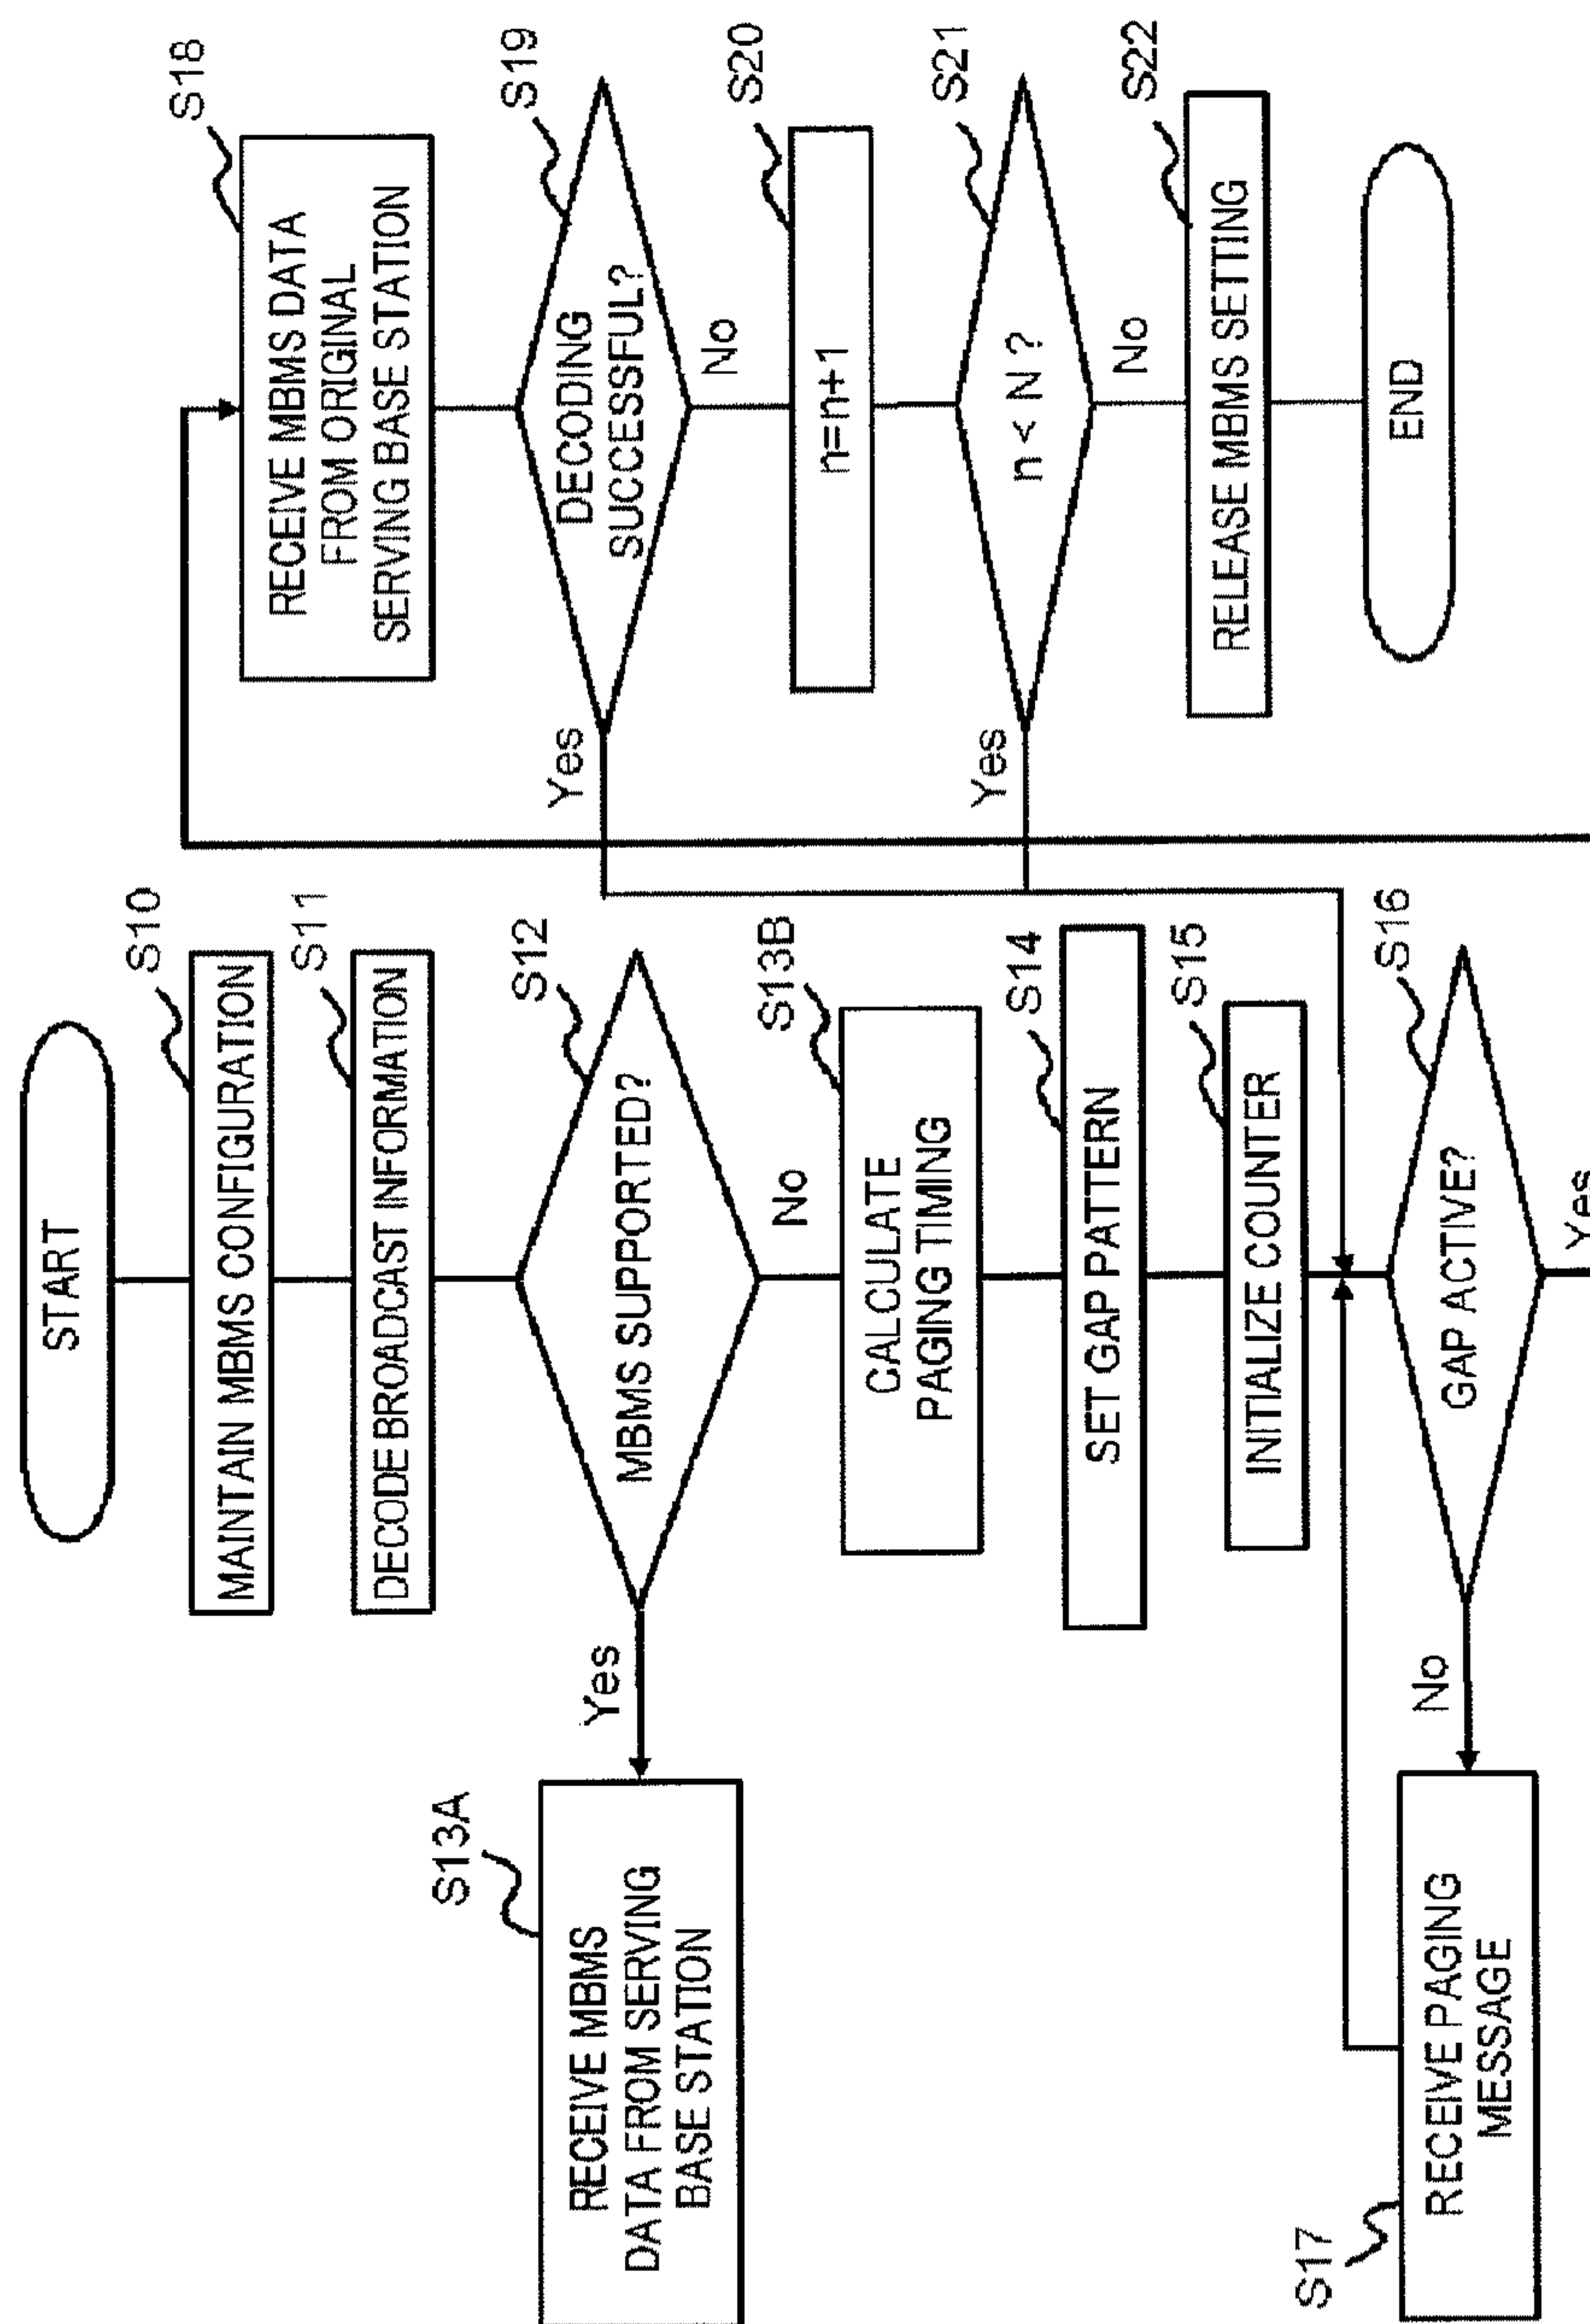 START
S10
MAINTAIN MBMS CONFIGURATION
S11
DECODE BROADCAST INFORMATION
S12
MBMS SUPPORTED?
Yes
No
S13A
RECEIVE MBMS
DATA FROM SERVING
BASE STATION
S13B
CALCULATE
PAGING TIMING
S14
SET GAP PATTERN
S15
INITIALIZE COUNTER
S16
GAP ACTIVE?
No
Yes
S17
RECEIVE PAGING
MESSAGE
S18
RECEIVE MBMS DATA
FROM ORIGINAL
SERVING BASE STATION
S19
DECODING
SUCCESSFUL?
Yes
No
S20
n=n+1
S21
n < N ?
Yes
No
S22
RELEASE MBMS SETTING
END